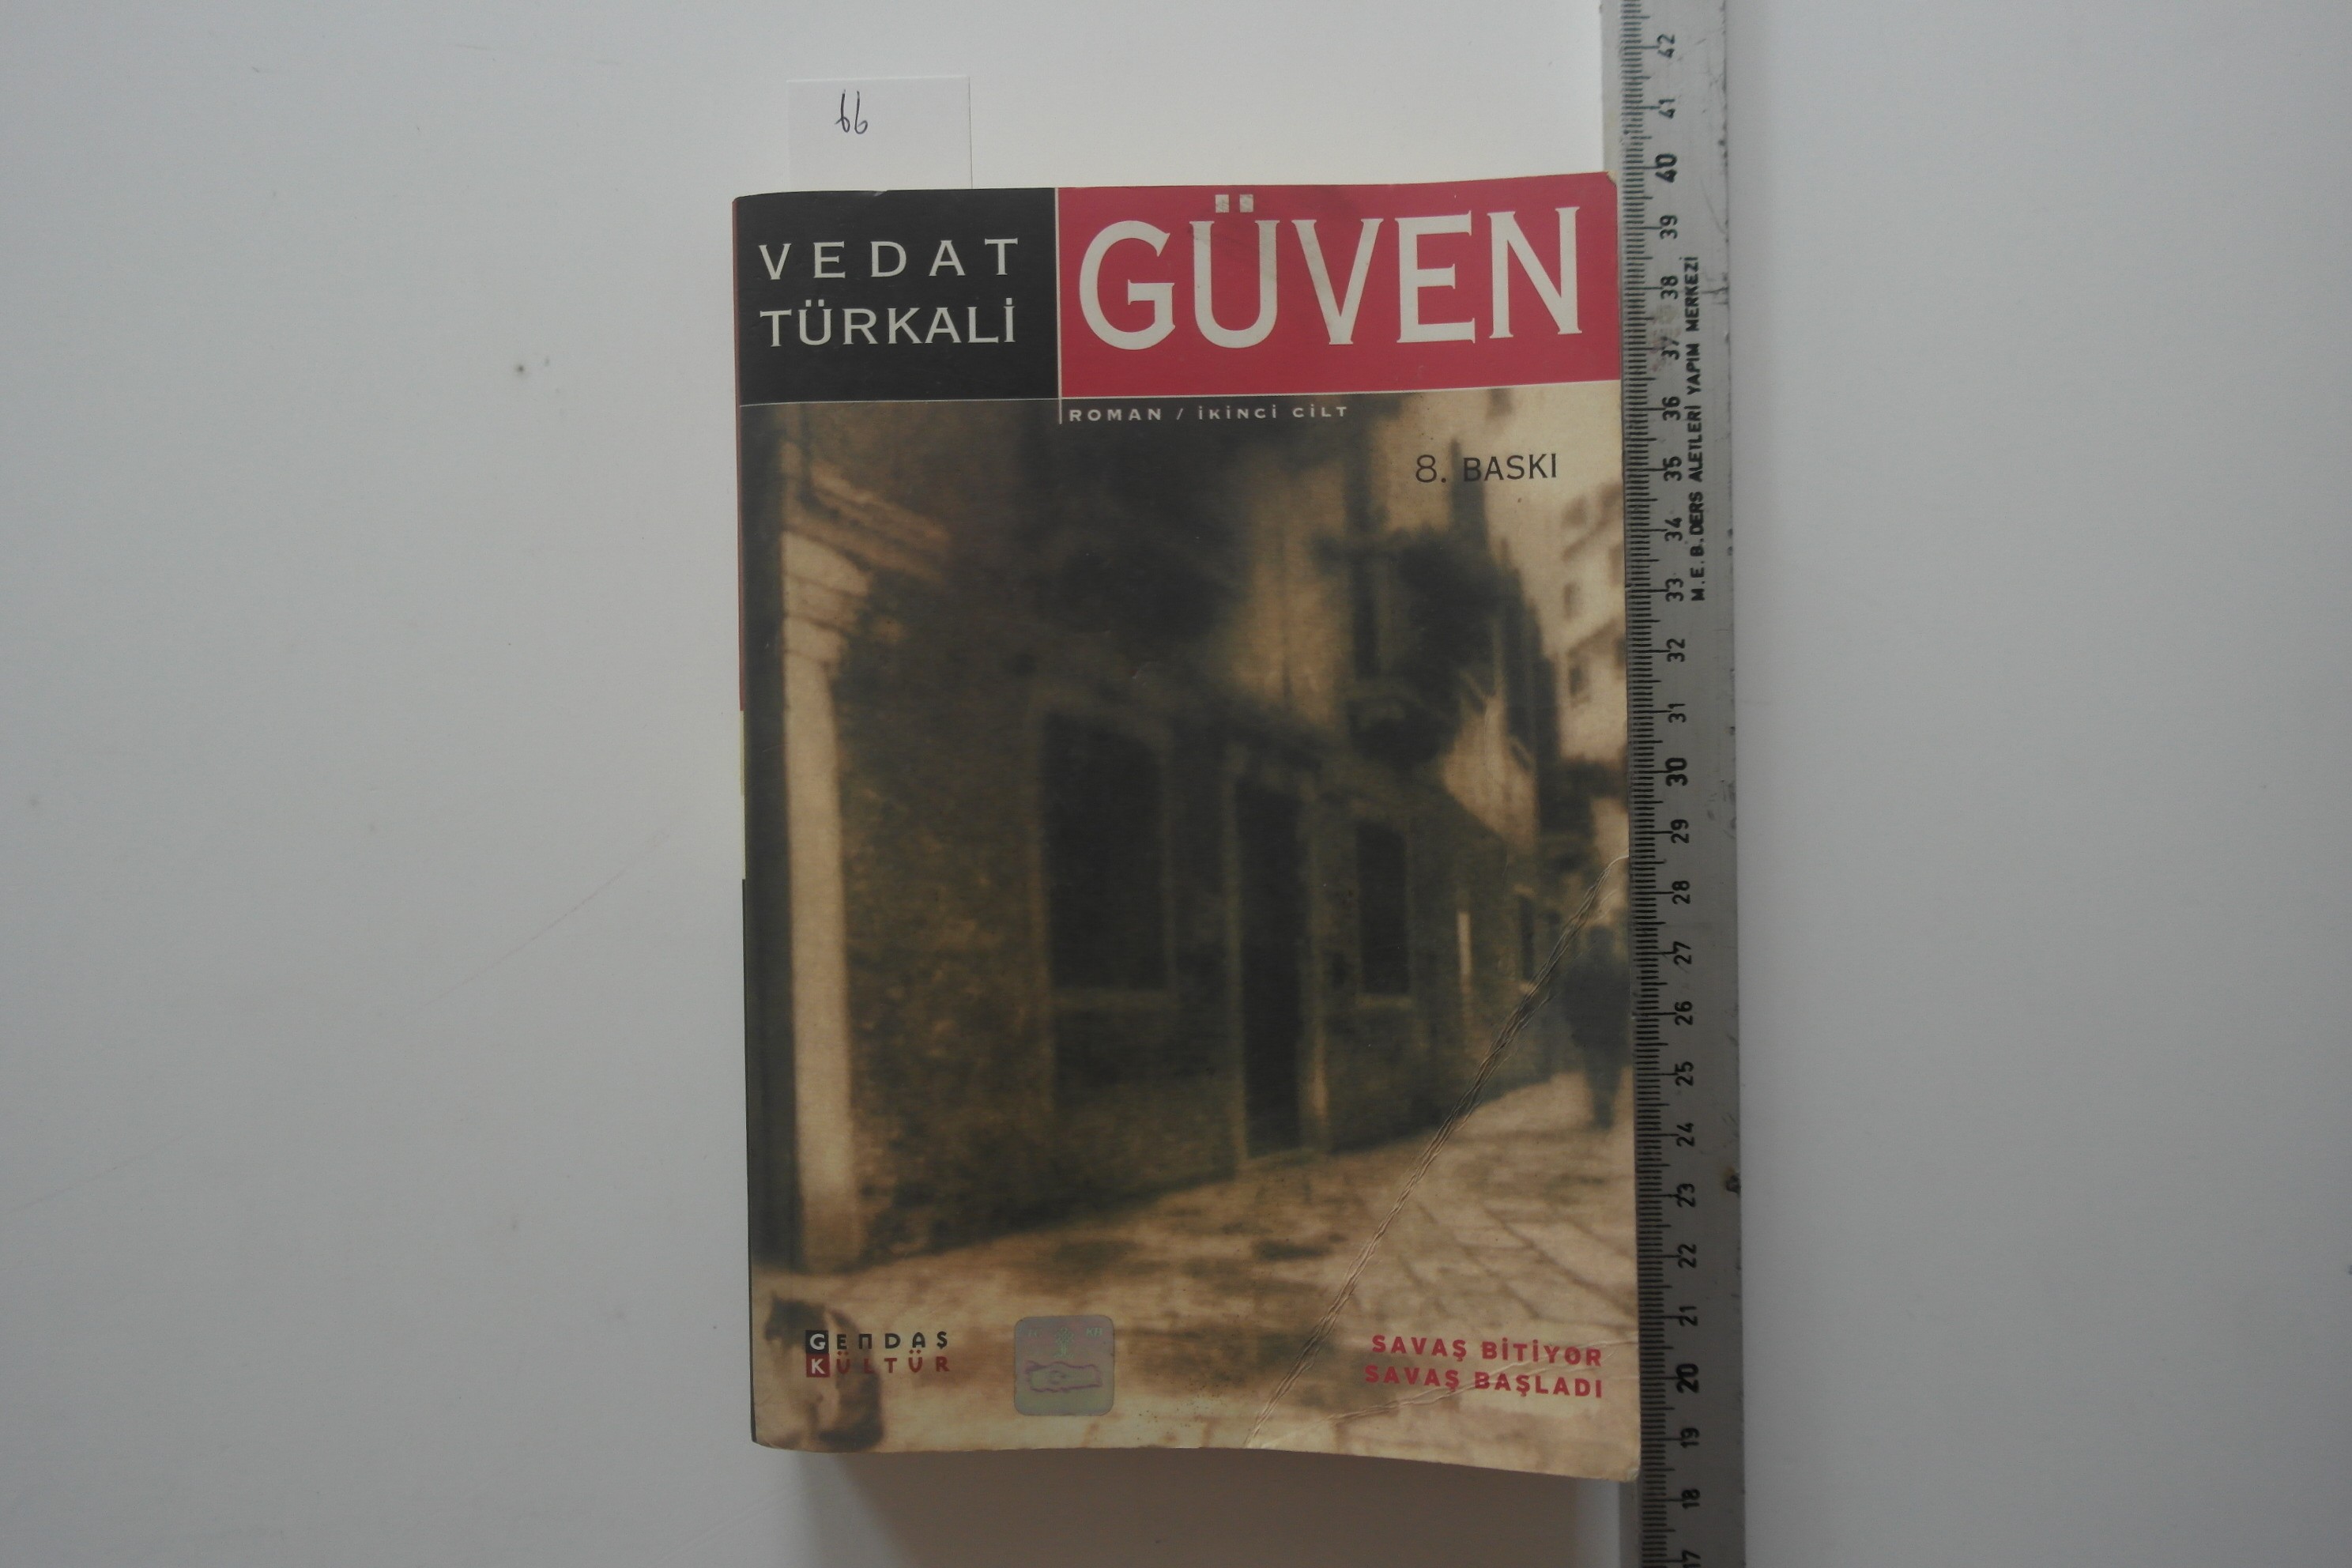 66
VEDAT
TÜRKALİ
GÜVEN
ROMAN / İKİNCİ CİLT
8. BASKI
GENDAŞ
KÜLTÜR
SAVAŞ BİTİYOR
SAVAŞ BAŞLADI
M.E.B. DERS ALETLERİ YAPIM MERKEZİ
42
41
40
39
38
37
36
35
34
33
32
31
30
29
28
27
26
25
24
23
22
21
20
19
18
17